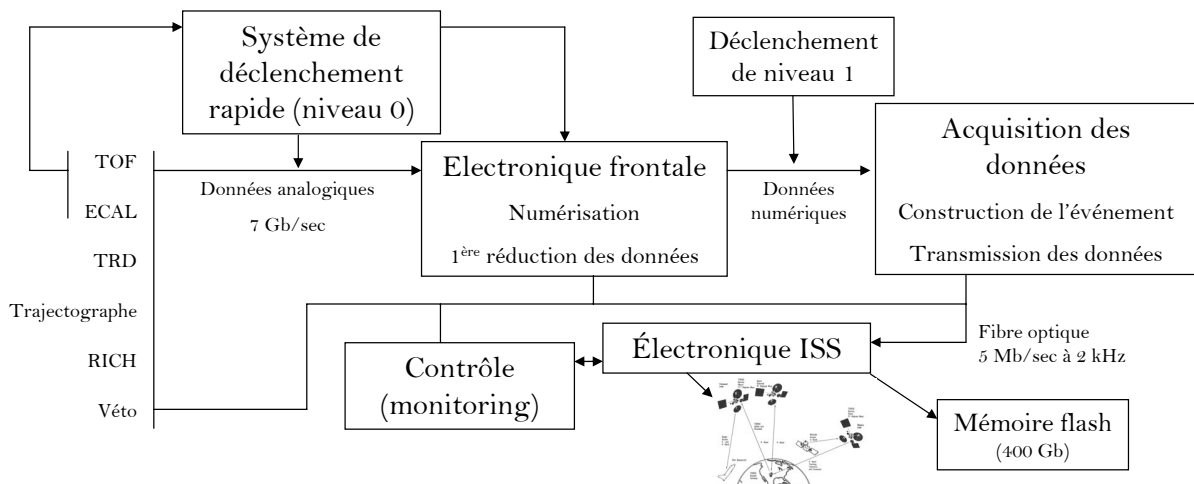 Système de
déclenchement
rapide (niveau 0)
Déclenchement
de niveau 1
TOF
ECAL
TRD
Trajectographe
RICH
Véto
Données analogiques
7 Gb/sec
Electronique frontale
Numérisation
1ère réduction des données
Données
numériques
Acquisition des
données
Construction de l'événement
Transmission des données
Fibre optique
5 Mb/sec à 2 kHz
Contrôle
(monitoring)
Électronique ISS
Mémoire flash
(400 Gb)